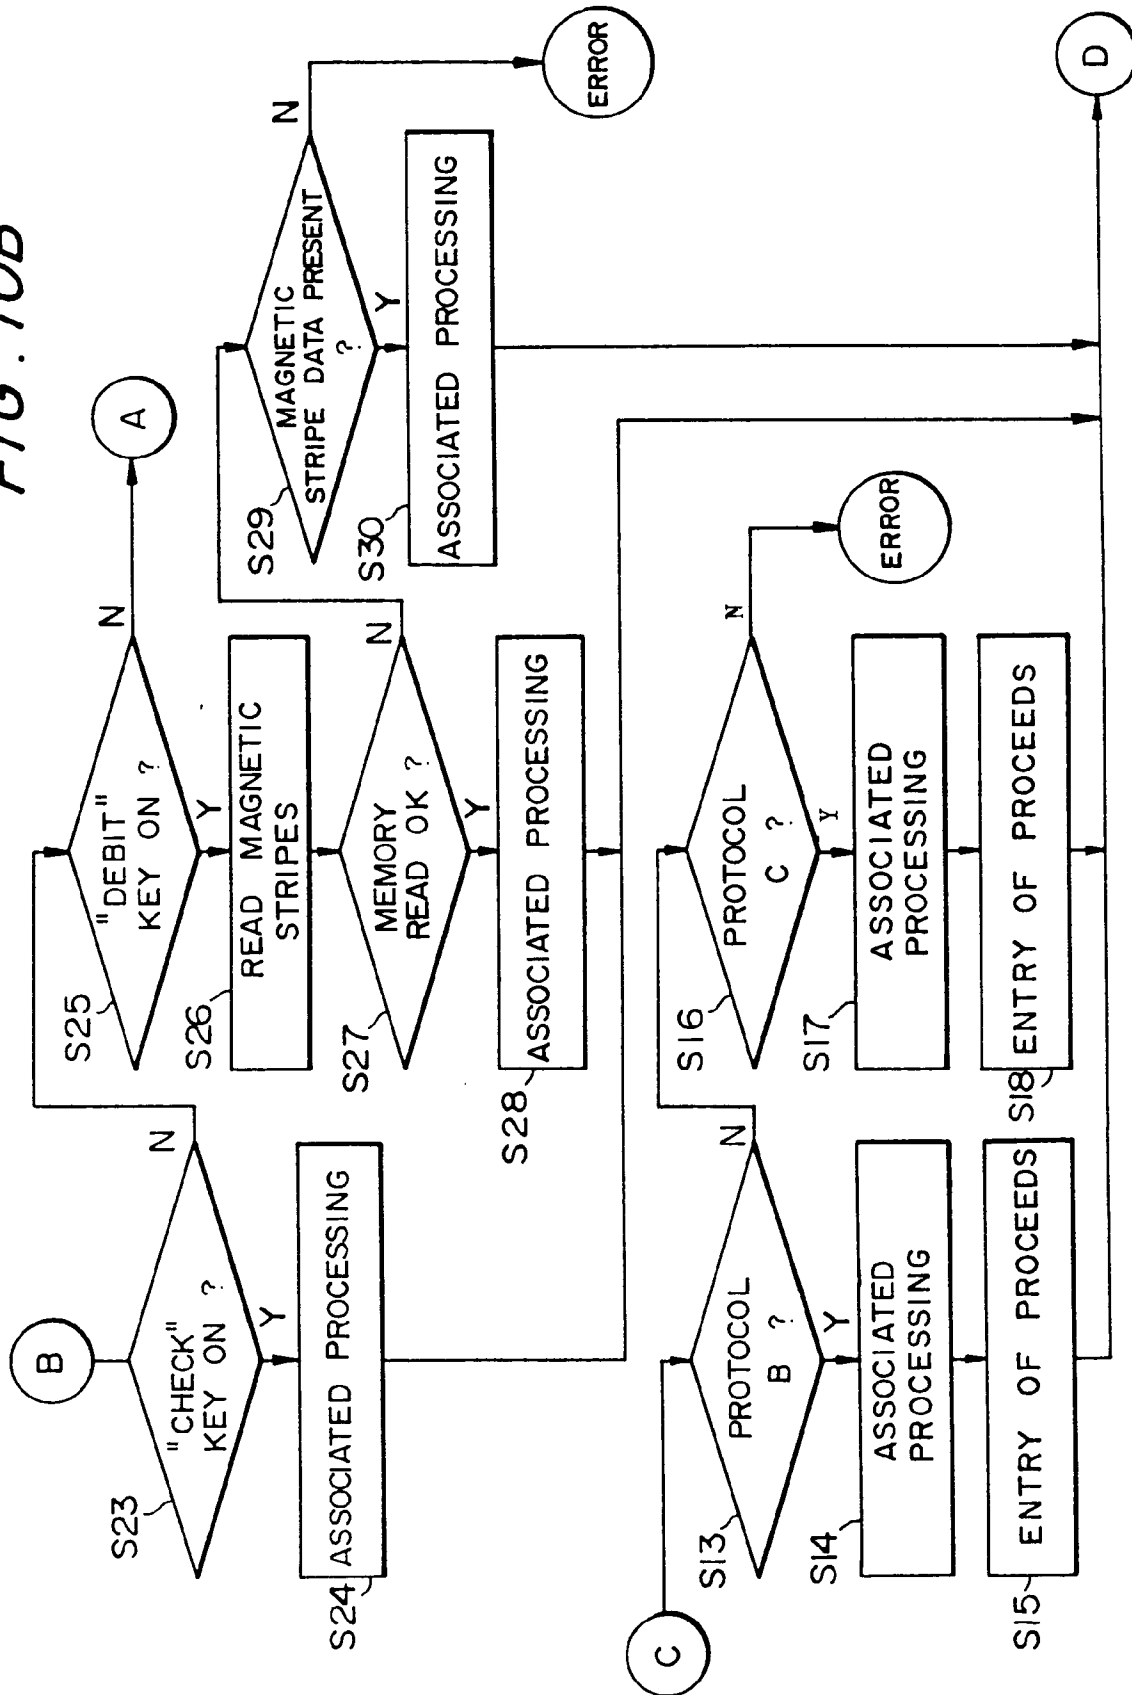 FIG. 10B
B
"CHECK"
KEY ON ?
S23
N
Y
S24
ASSOCIATED PROCESSING
"DEBIT"
KEY ON ?
S25
N
A
Y
S26
READ MAGNETIC
STRIPES
MEMORY
READ OK ?
S27
N
Y
S28
ASSOCIATED PROCESSING
MAGNETIC
STRIPE DATA PRESENT
?
S29
N
ERROR
Y
S30
ASSOCIATED PROCESSING
C
PROTOCOL
B ?
S13
N
Y
S14
ASSOCIATED
PROCESSING
S15
ENTRY OF PROCEEDS
PROTOCOL
C ?
S16
N
ERROR
Y
S17
ASSOCIATED
PROCESSING
S18
ENTRY OF PROCEEDS
D